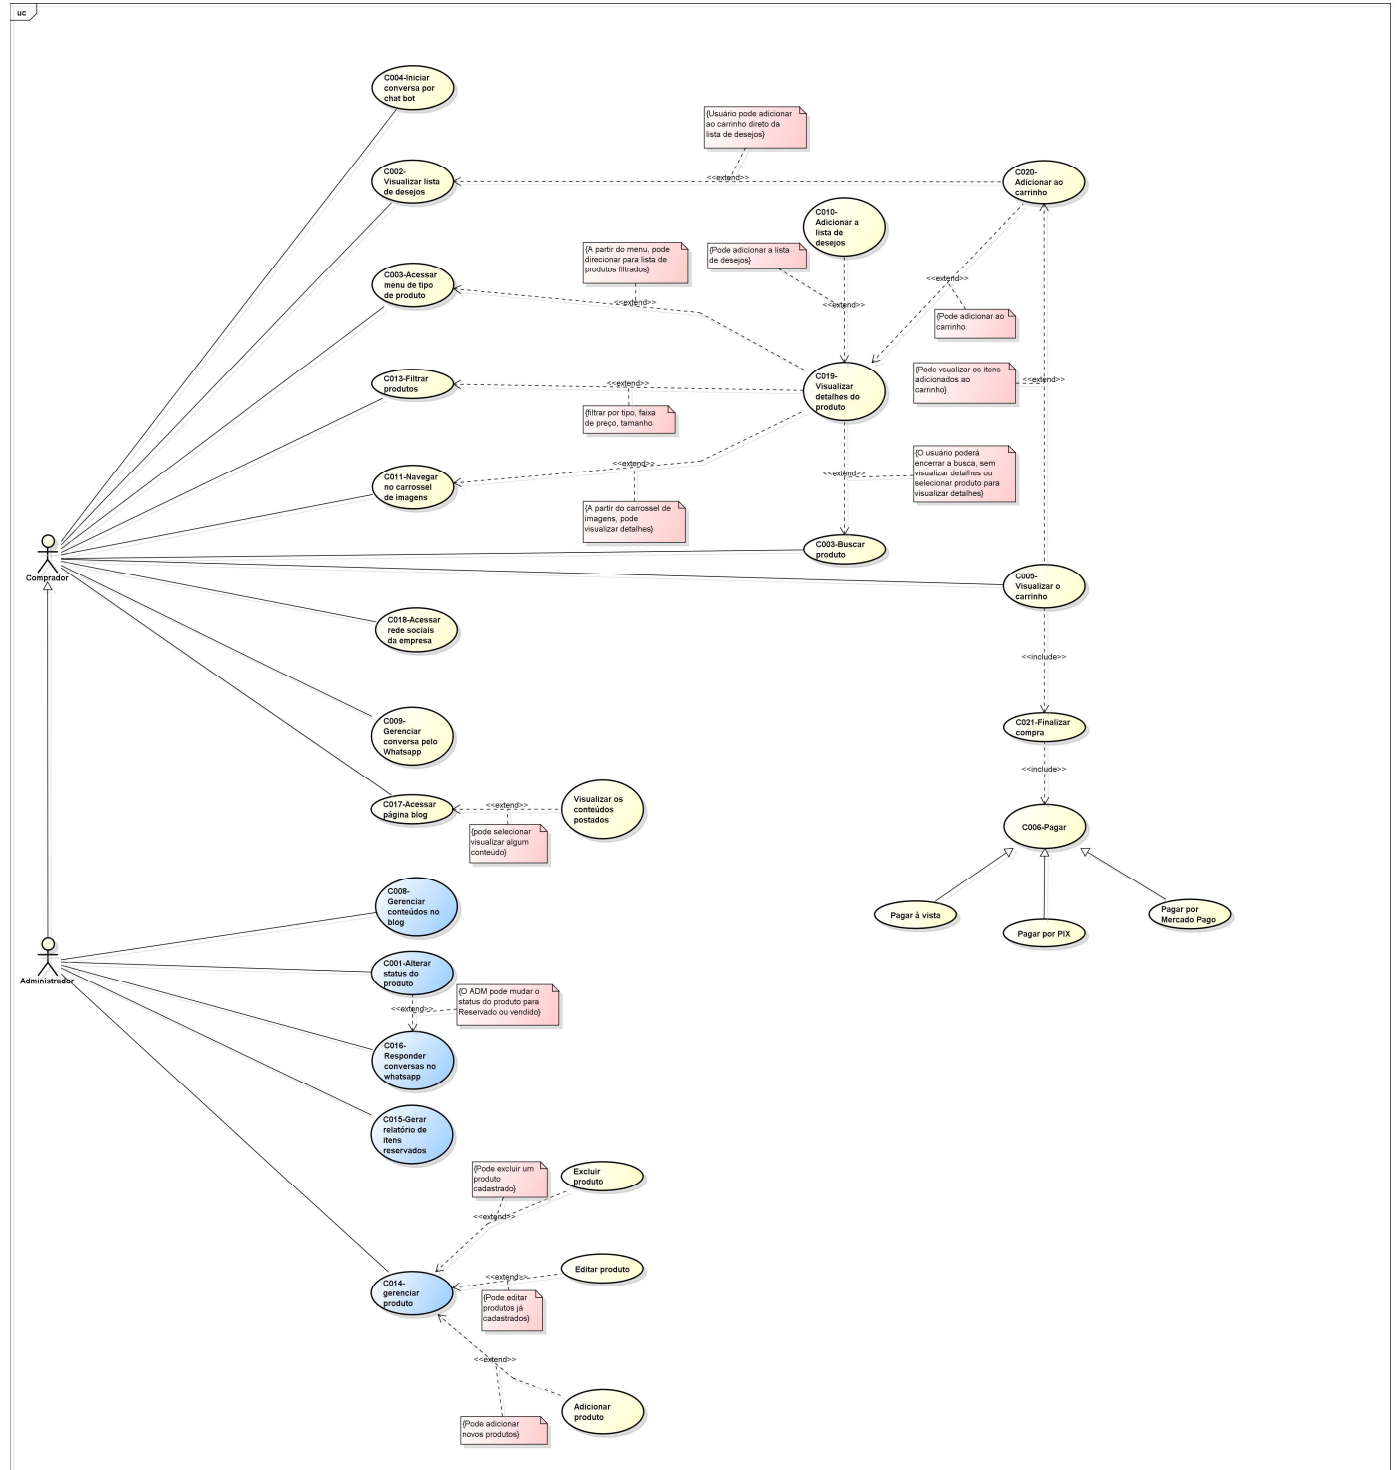 uc
C004-Iniciar
conversa por
chat bot
{Usuário pode adicionar
ao carrinho direto da
lista de desejos}
C002-
Visualizar lista
de desejos
<<extend>>
C020-
Adicionar ao
carrinho
C010-
Adicionar a
lista de
desejos
{A partir do menu, pode
direcionar para lista de
produtos filtrados}
{Pode adicionar a lista
de desejos}
C003-Acessar
menu de tipo
de produto
<<extend>>
<<extend>>
<<extend>>
{Pode adicionar ao
carrinho
C013-Filtrar
produtos
<<extend>>
{filtrar por tipo, faixa
de preço, tamanho
C019-
Visualizar
detalhes do
produto
{Pode visualizar os itens
adicionados ao
carrinho}
<<extend>>
C011-Navegar
no carrossel
de imagens
<<extend>>
{A partir do carrossel de
imagens, pode
visualizar detalhes}
<<extend>>
{O usuário poderá
encerrar a busca, sem
visualizar detalhes ou
selecionar produto para
visualizar detalhes}
C003-Buscar
produto
Comprador
C005-
Visualizar o
carrinho
C018-Acessar
rede sociais
da empresa
<<include>>
C009-
Gerenciar
conversa pelo
Whatsapp
C021-Finalizar
compra
<<include>>
C017-Acessar
página blog
<<extend>>
Visualizar os
conteúdos
postados
{pode selecionar
visualizar algum
conteúdo}
C006-Pagar
Pagar à vista
Pagar por PIX
Pagar por
Mercado Pago
C008-
Gerenciar
conteúdos no
blog
Administrador
C001-Alterar
status do
produto
<<extend>>
{O ADM pode mudar o
status do produto para
Reservado ou vendido}
C016-
Responder
conversas no
whatsapp
C015-Gerar
relatório de
itens
reservados
{Pode excluir um
produto
cadastrado}
Excluir
produto
<<extend>>
C014-
gerenciar
produto
<<extend>>
Editar produto
{Pode editar
produtos já
cadastrados}
<<extend>>
Adicionar
produto
{Pode adicionar
novos produtos}